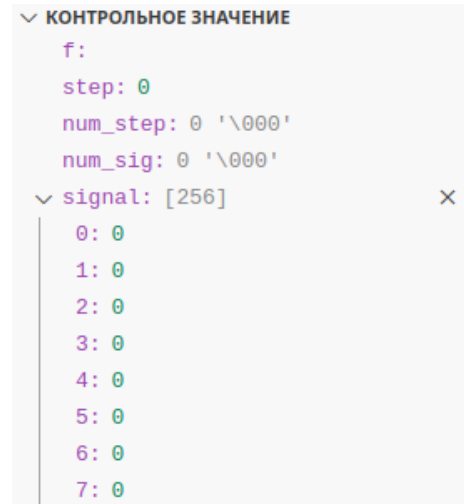 КОНТРОЛЬНОЕ ЗНАЧЕНИЕ
f:
step: 0
num_step: 0 '\000'
num_sig: 0 '\000'
signal: [256]
0: 0
1: 0
2: 0
3: 0
4: 0
5: 0
6: 0
7: 0